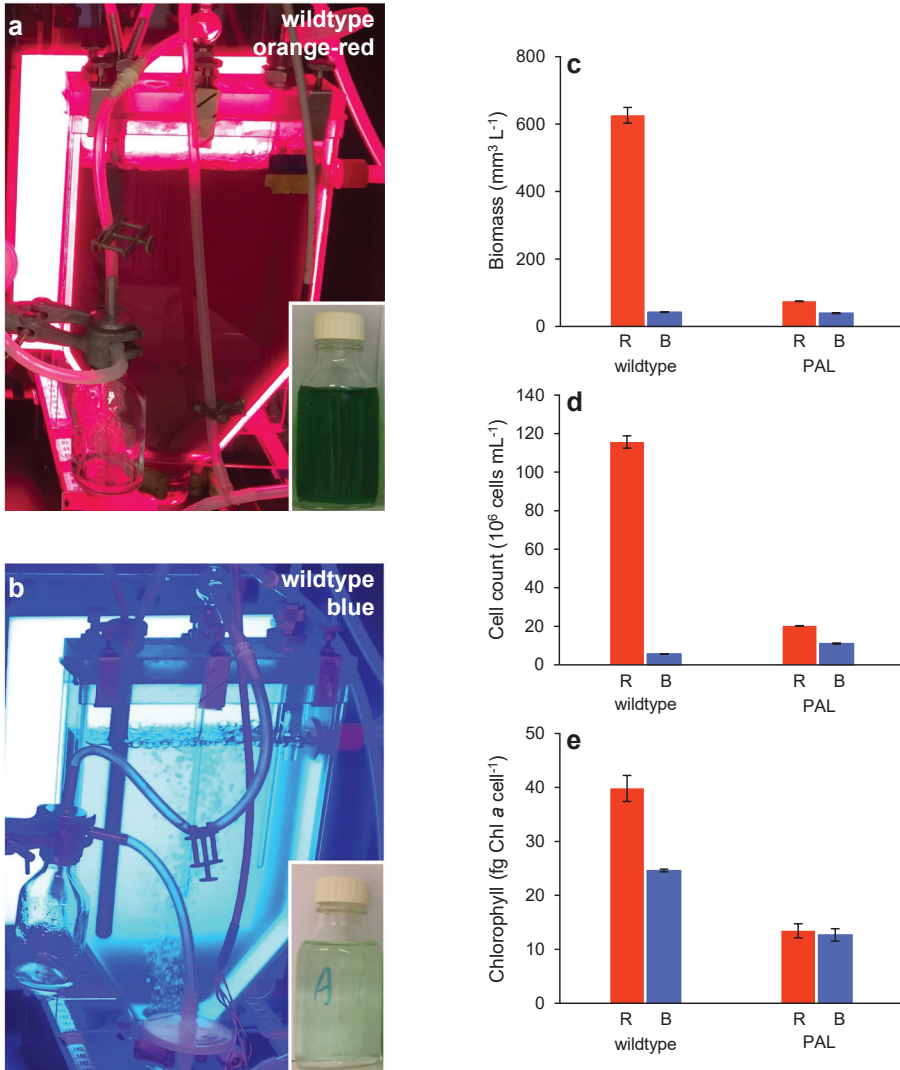 a
wildtype
orange-red
b
wildtype
blue
A
c
Biomass (mm³ L⁻¹)
800
600
400
200
0
R B R B
wildtype PAL
d
Cell count (10⁶ cells mL⁻¹)
140
120
100
80
60
40
20
0
R B R B
wildtype PAL
e
Chlorophyll (fg Chl a cell⁻¹)
50
40
30
20
10
0
R B R B
wildtype PAL